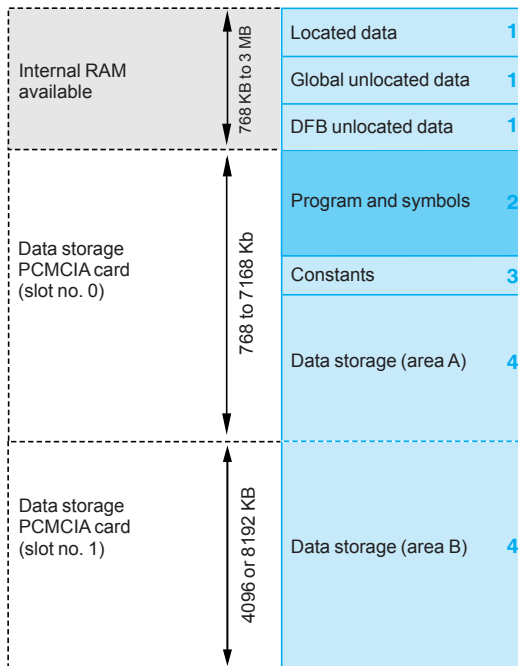 Internal RAM
available
768 KB to 3 MB
Located data 1
Global unlocated data 1
DFB unlocated data 1
Data storage
PCMCIA card
(slot no. 0)
768 to 7168 Kb
Program and symbols 2
Constants 3
Data storage (area A) 4
Data storage
PCMCIA card
(slot no. 1)
4096 or 8192 KB
Data storage (area B) 4